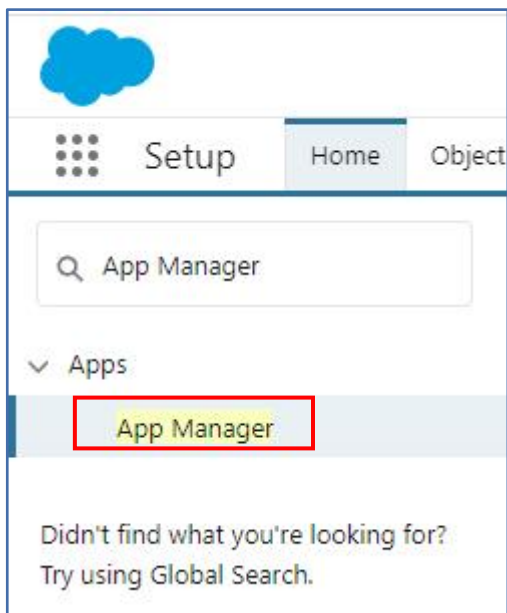 Setup Home Object
App Manager
Apps
App Manager
Didn't find what you're looking for?
Try using Global Search.